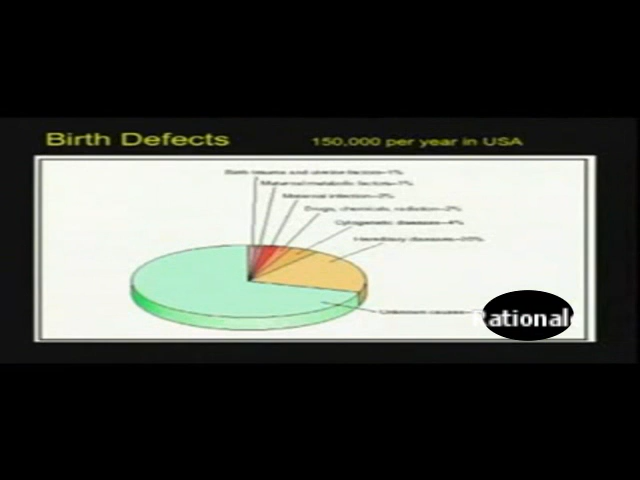 Birth Defects 150,000 per year in USA
Birth trauma and uterine factors—1%
Maternal metabolic factors—1%
Maternal infection—2%
Drugs, chemicals, radiation—2%
Cytogenetic diseases—4%
Hereditary diseases—20%
Unknown causes
Rational